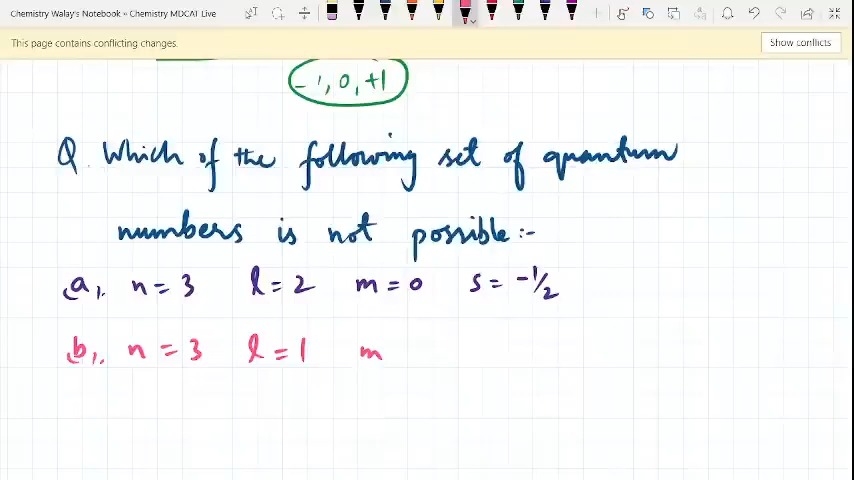 Chemistry Walay's Notebook » Chemistry MDCAT Live
This page contains conflicting changes.
Show conflicts
-1, 0, +1
Q. Which of the following set of quantum
numbers is not possible:-
(a). n = 3 l = 2 m = 0 s = -1/2
(b). n = 3 l = 1 m